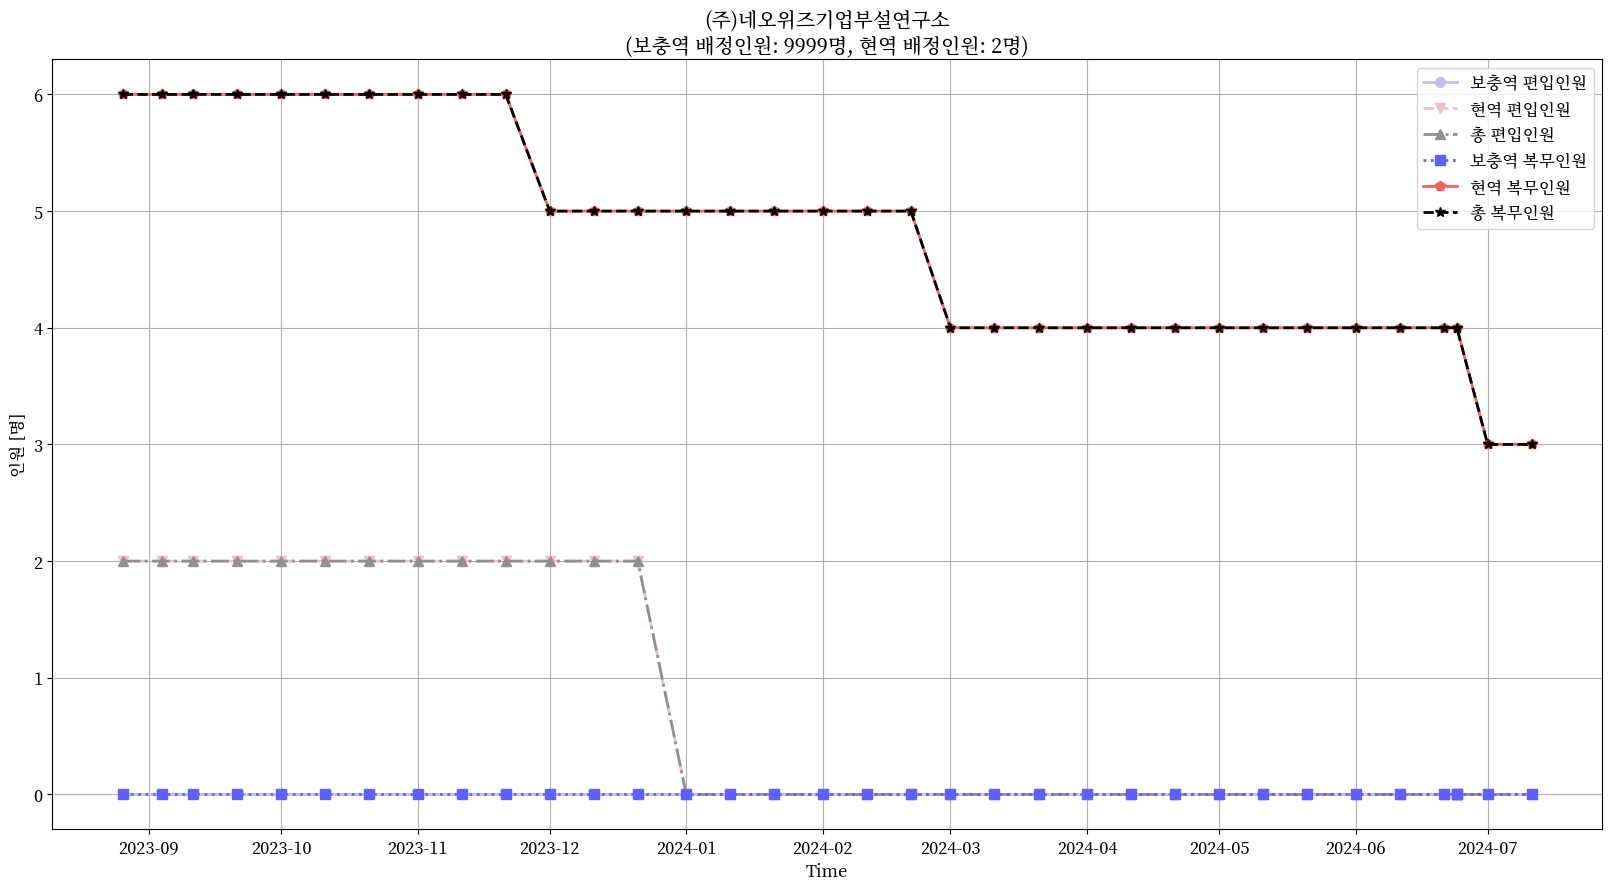 (주)네오위즈기업부설연구소
(보충역 배정인원: 9999명, 현역 배정인원: 2명)
보충역 편입인원
현역 편입인원
총 편입인원
보충역 복무인원
현역 복무인원
총 복무인원
인원 [명]
6
5
4
3
2
1
0
2023-09 2023-10 2023-11 2023-12 2024-01 2024-02 2024-03 2024-04 2024-05 2024-06 2024-07
Time